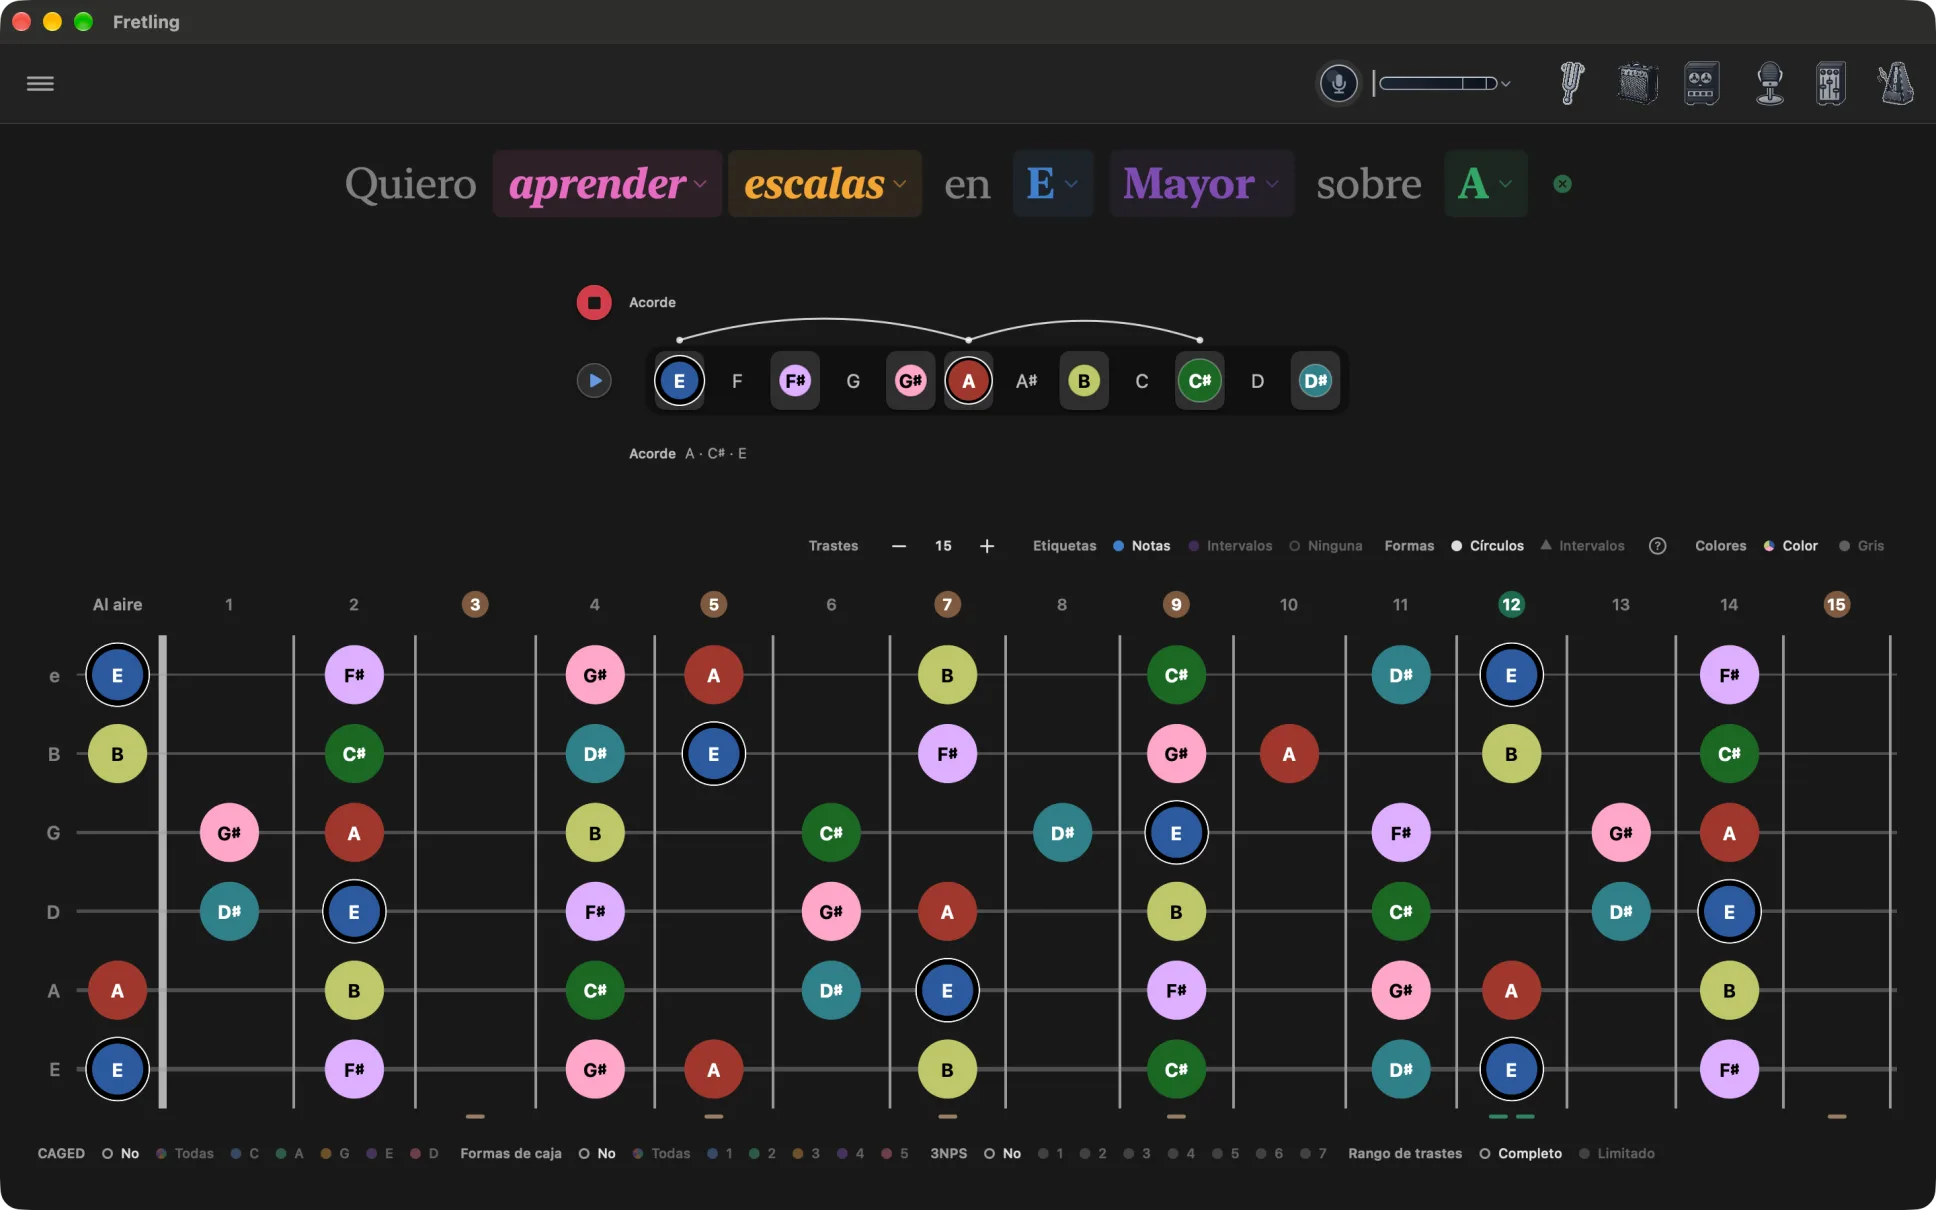 Fretling
Quiero aprender escalas en E Mayor sobre A
Acorde
E F F# G G# A A# B C C# D D#
Acorde A · C# · E
Trastes 15 Etiquetas Notas Intervalos Ninguna Formas Círculos Intervalos ? Colores Color Gris
Al aire 1 2 3 4 5 6 7 8 9 10 11 12 13 14 15
e E F# G# A B C# D# E F#
B B C# D# E F# G# A B C#
G G# A B C# D# E F# G# A
D D# E F# G# A B C# D# E
A A B C# D# E F# G# A B
E E F# G# A B C# D# E F#
CAGED No Todas C A G E D Formas de caja No Todas 1 2 3 4 5 3NPS No 1 2 3 4 5 6 7 Rango de trastes Completo Limitado